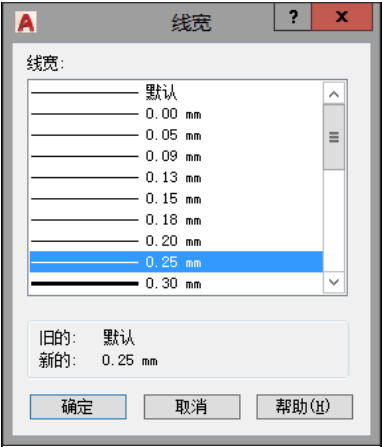 A 线宽 ? x
线宽:
默认
0.00 mm
0.05 mm
0.09 mm
0.13 mm
0.15 mm
0.18 mm
0.20 mm
0.25 mm
0.30 mm
旧的: 默认
新的: 0.25 mm
确定 取消 帮助(H)